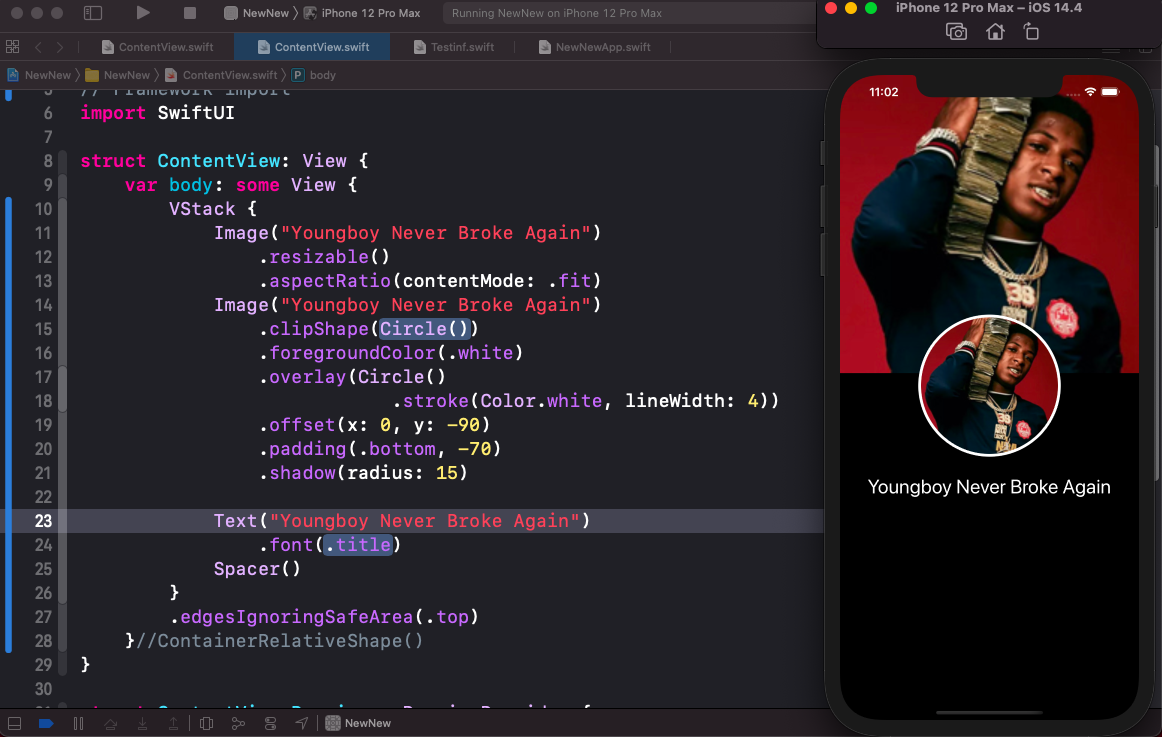 NewNew 〉 iPhone 12 Pro Max
Running NewNew on iPhone 12 Pro Max
iPhone 12 Pro Max – iOS 14.4
ContentView.swift
ContentView.swift
Testinf.swift
NewNewApp.swift
NewNew 〉 NewNew 〉 ContentView.swift 〉 P body
5 // Framework import
6 import SwiftUI
7
8 struct ContentView: View {
9 var body: some View {
10 VStack {
11 Image("Youngboy Never Broke Again")
12 .resizable()
13 .aspectRatio(contentMode: .fit)
14 Image("Youngboy Never Broke Again")
15 .clipShape(Circle())
16 .foregroundColor(.white)
17 .overlay(Circle()
18 .stroke(Color.white, lineWidth: 4))
19 .offset(x: 0, y: -90)
20 .padding(.bottom, -70)
21 .shadow(radius: 15)
22
23 Text("Youngboy Never Broke Again")
24 .font(.title)
25 Spacer()
26 }
27 .edgesIgnoringSafeArea(.top)
28 }//ContainerRelativeShape()
29 }
30
NewNew
11:02
38
38
Youngboy Never Broke Again